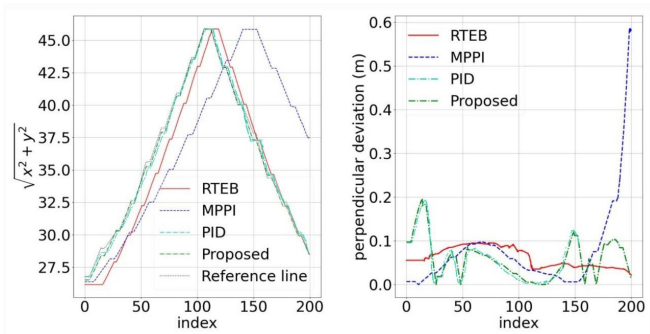 √x² + y²
45.0
42.5
40.0
37.5
35.0
32.5
30.0
27.5
RTEB
MPPI
PID
Proposed
Reference line
0 50 100 150 200
index
perpendicular deviation (m)
0.6
0.5
0.4
0.3
0.2
0.1
0.0
RTEB
MPPI
PID
Proposed
0 50 100 150 200
index